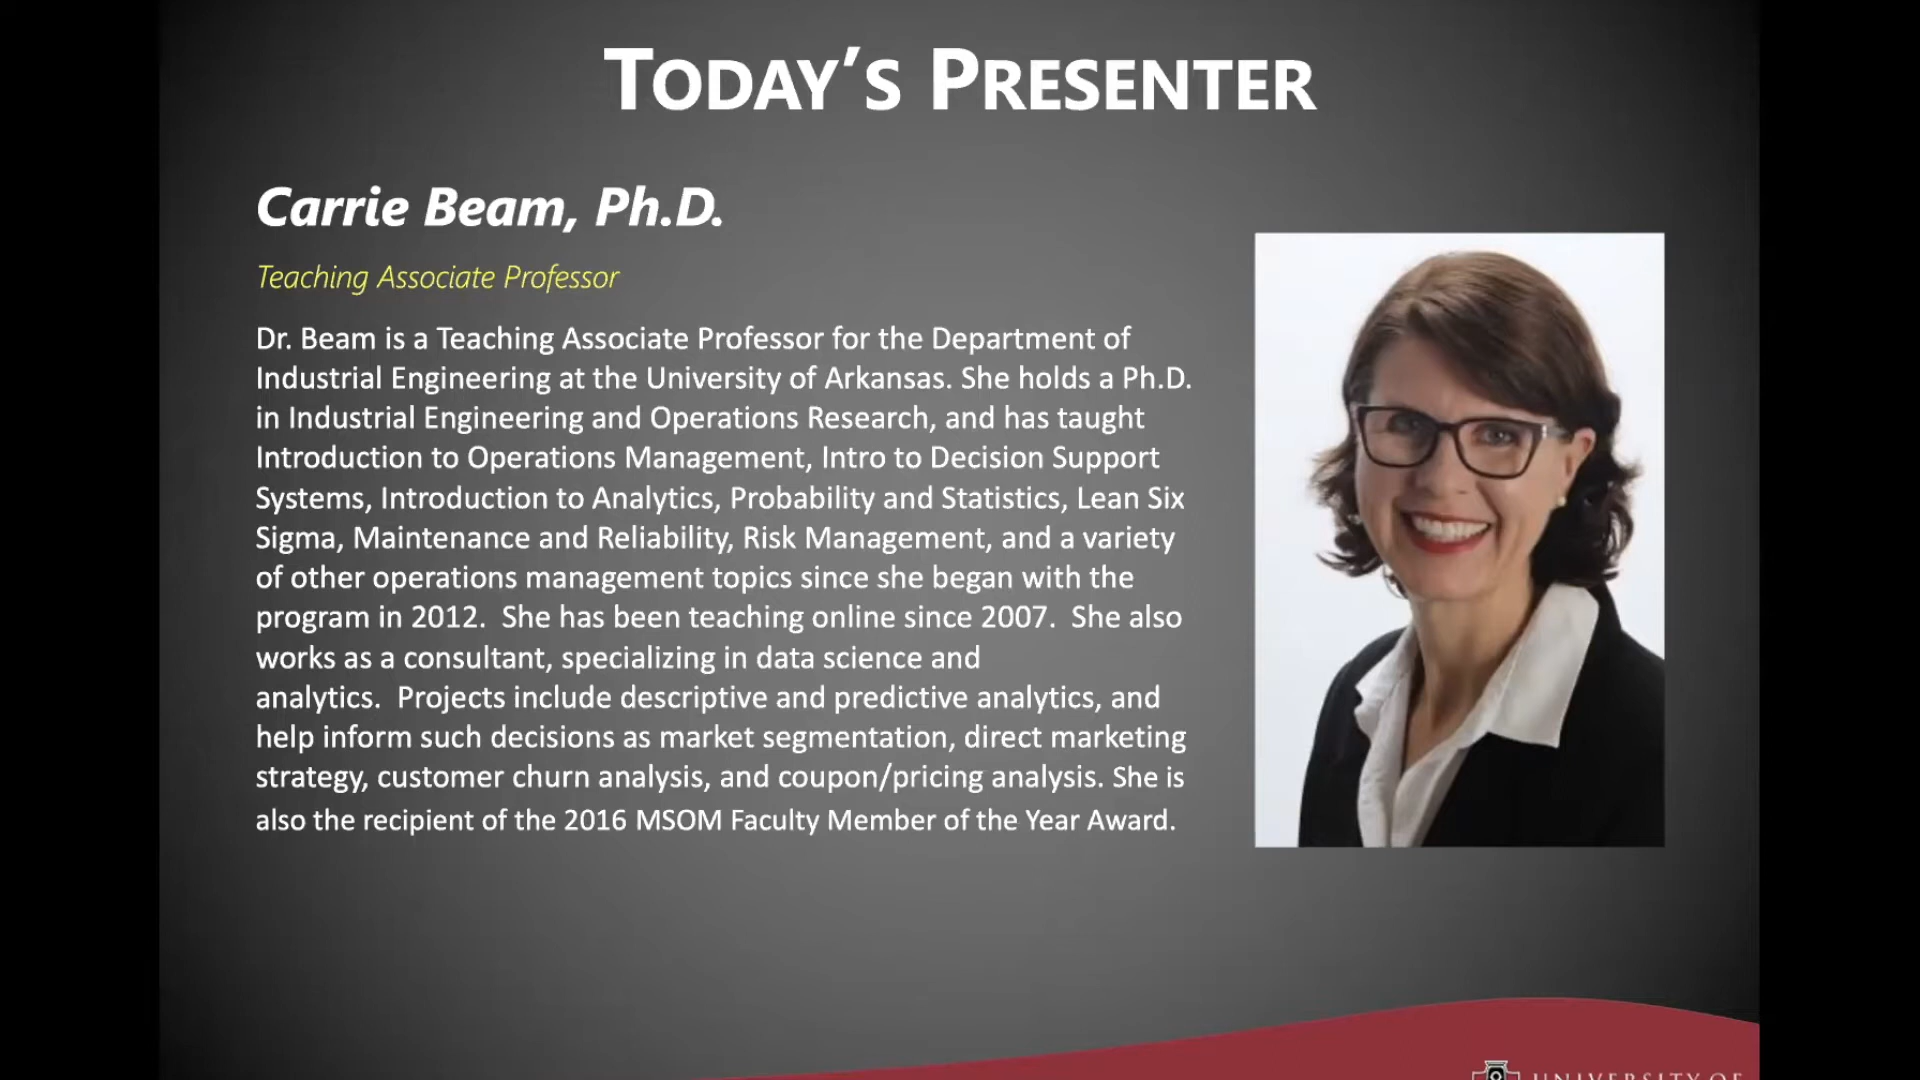 TODAY'S PRESENTER
Carrie Beam, Ph.D.
Teaching Associate Professor
Dr. Beam is a Teaching Associate Professor for the Department of
Industrial Engineering at the University of Arkansas. She holds a Ph.D.
in Industrial Engineering and Operations Research, and has taught
Introduction to Operations Management, Intro to Decision Support
Systems, Introduction to Analytics, Probability and Statistics, Lean Six
Sigma, Maintenance and Reliability, Risk Management, and a variety
of other operations management topics since she began with the
program in 2012.  She has been teaching online since 2007.  She also
works as a consultant, specializing in data science and
analytics.  Projects include descriptive and predictive analytics, and
help inform such decisions as market segmentation, direct marketing
strategy, customer churn analysis, and coupon/pricing analysis. She is
also the recipient of the 2016 MSOM Faculty Member of the Year Award.
UNIVERSITY OF